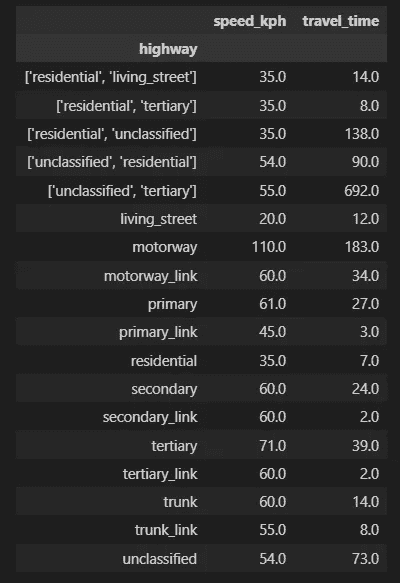 speed_kph travel_time
highway
['residential', 'living_street'] 35.0 14.0
['residential', 'tertiary'] 35.0 8.0
['residential', 'unclassified'] 35.0 138.0
['unclassified', 'residential'] 54.0 90.0
['unclassified', 'tertiary'] 55.0 692.0
living_street 20.0 12.0
motorway 110.0 183.0
motorway_link 60.0 34.0
primary 61.0 27.0
primary_link 45.0 3.0
residential 35.0 7.0
secondary 60.0 24.0
secondary_link 60.0 2.0
tertiary 71.0 39.0
tertiary_link 60.0 2.0
trunk 60.0 14.0
trunk_link 55.0 8.0
unclassified 54.0 73.0